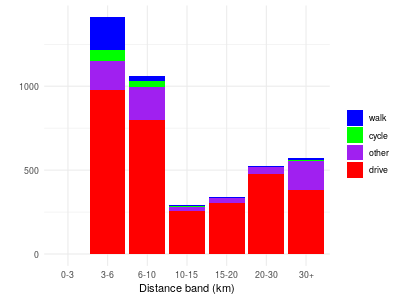 1000
500
0
0-3 3-6 6-10 10-15 15-20 20-30 30+
Distance band (km)
walk
cycle
other
drive